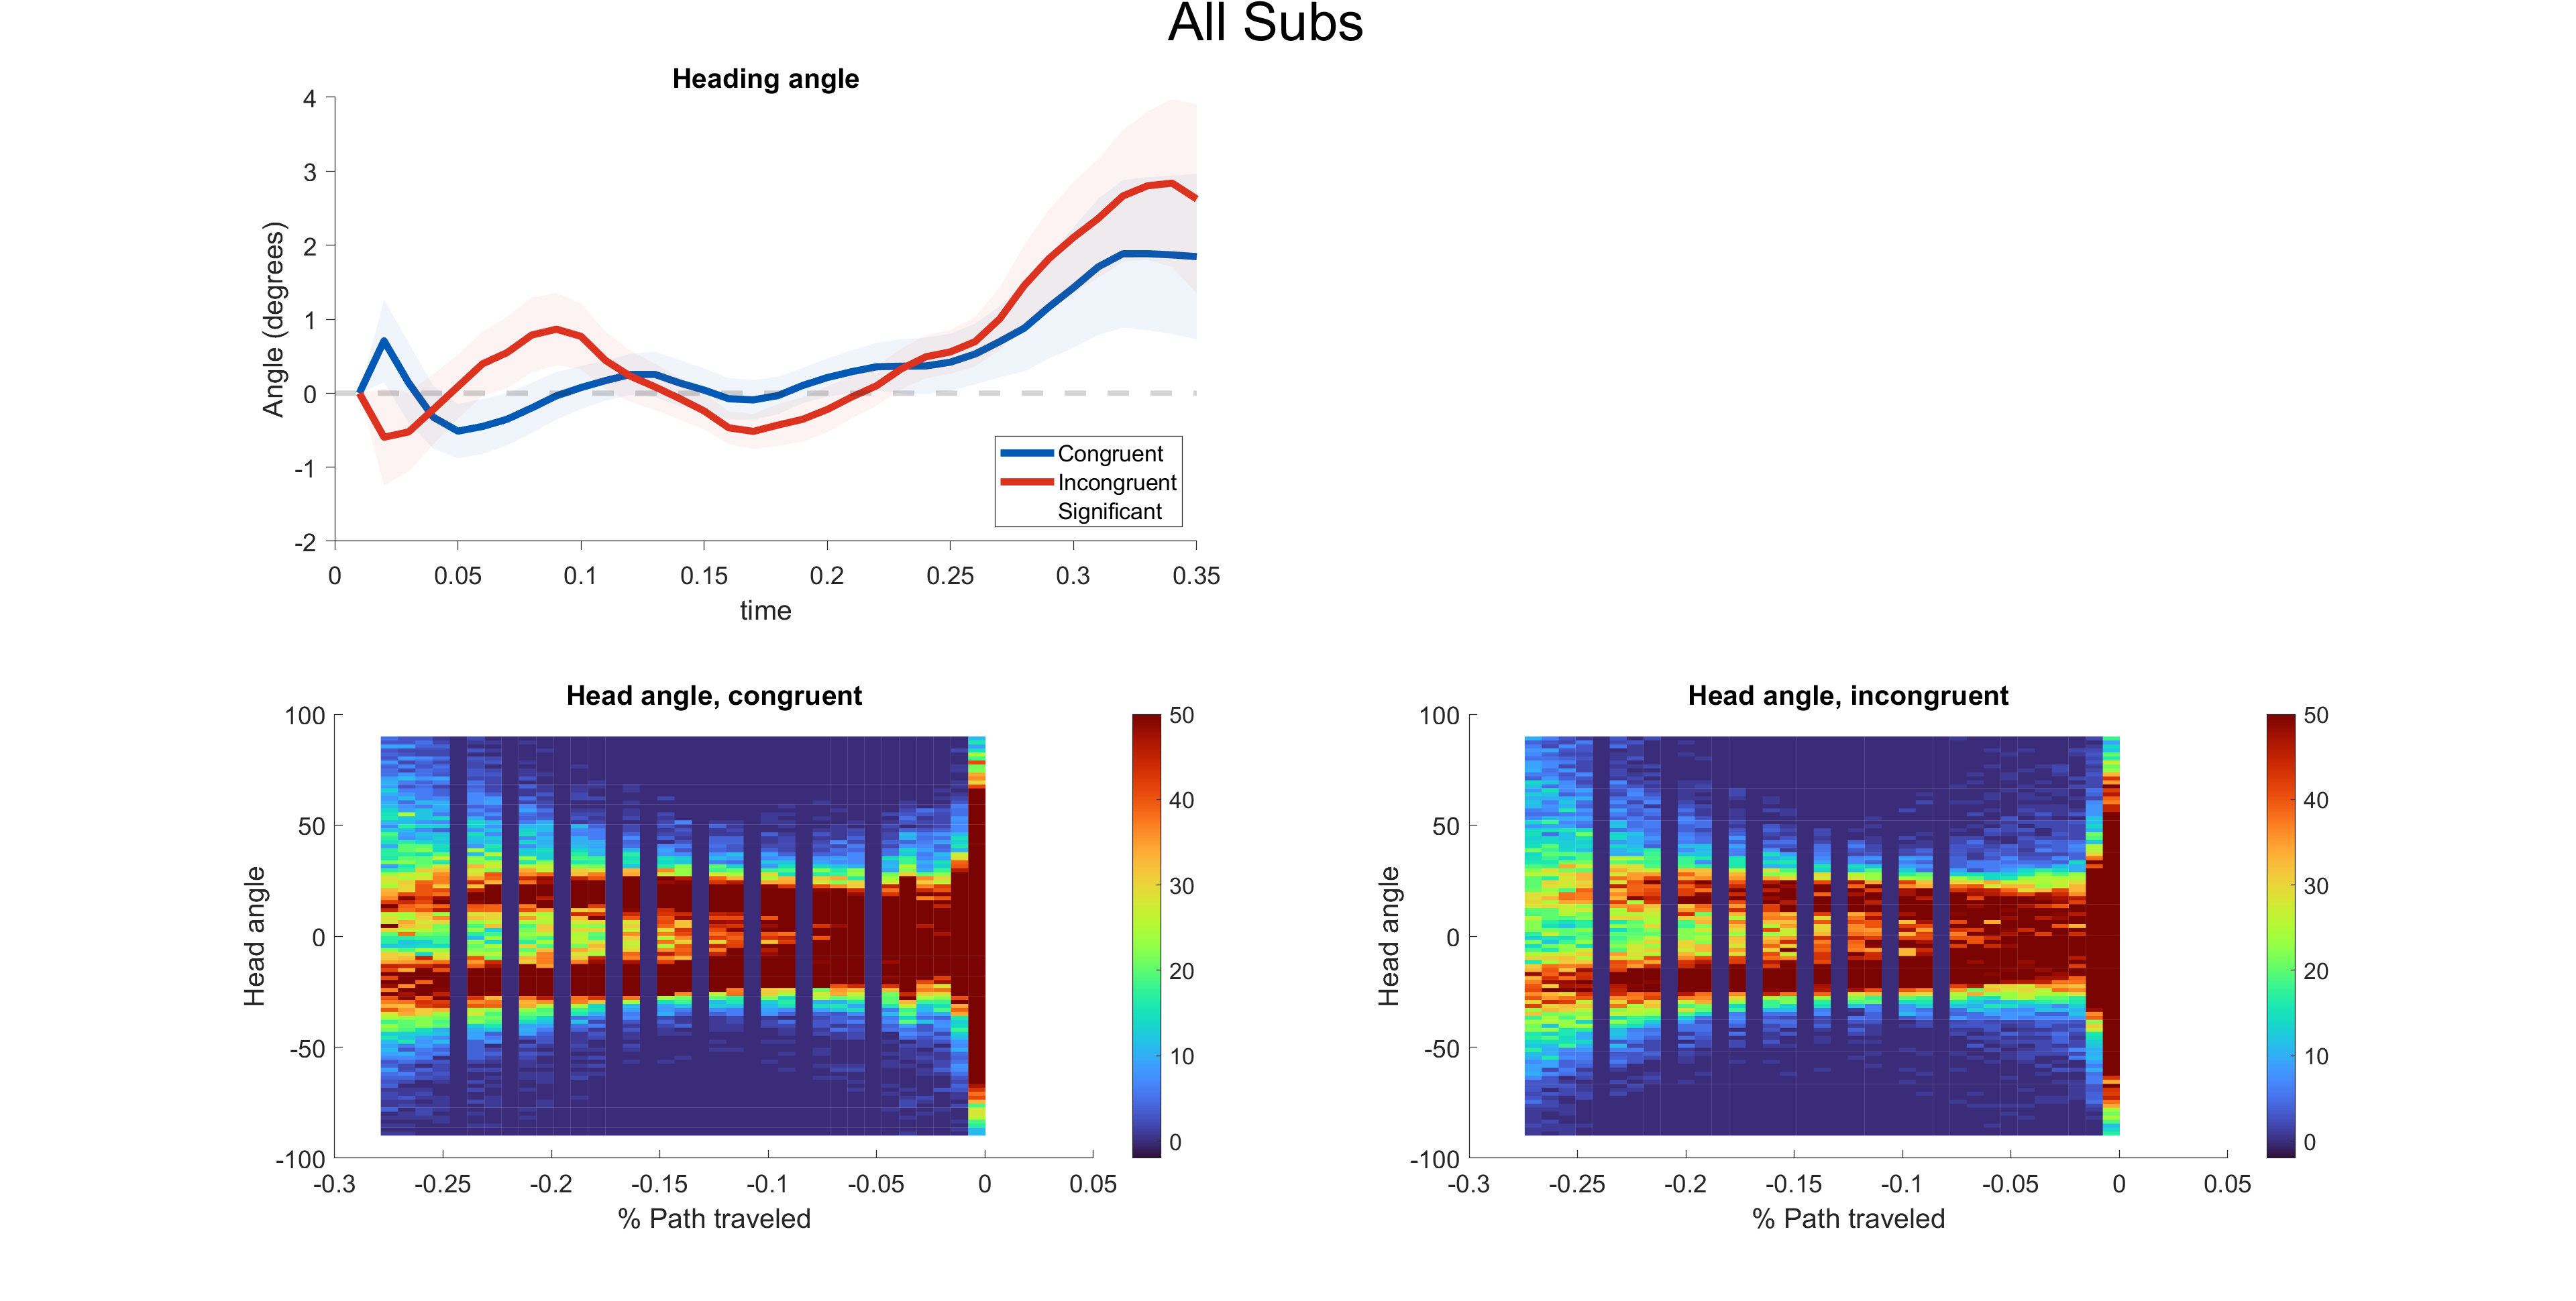 All Subs
Heading angle
4
3
2
1
0
-1
-2
Angle (degrees)
Congruent
Incongruent
Significant
0 0.05 0.1 0.15 0.2 0.25 0.3 0.35
time
Head angle, congruent
100
50
0
-50
-100
Head angle
-0.3 -0.25 -0.2 -0.15 -0.1 -0.05 0 0.05
% Path traveled
50
40
30
20
10
0
Head angle, incongruent
100
50
0
-50
-100
Head angle
-0.3 -0.25 -0.2 -0.15 -0.1 -0.05 0 0.05
% Path traveled
50
40
30
20
10
0